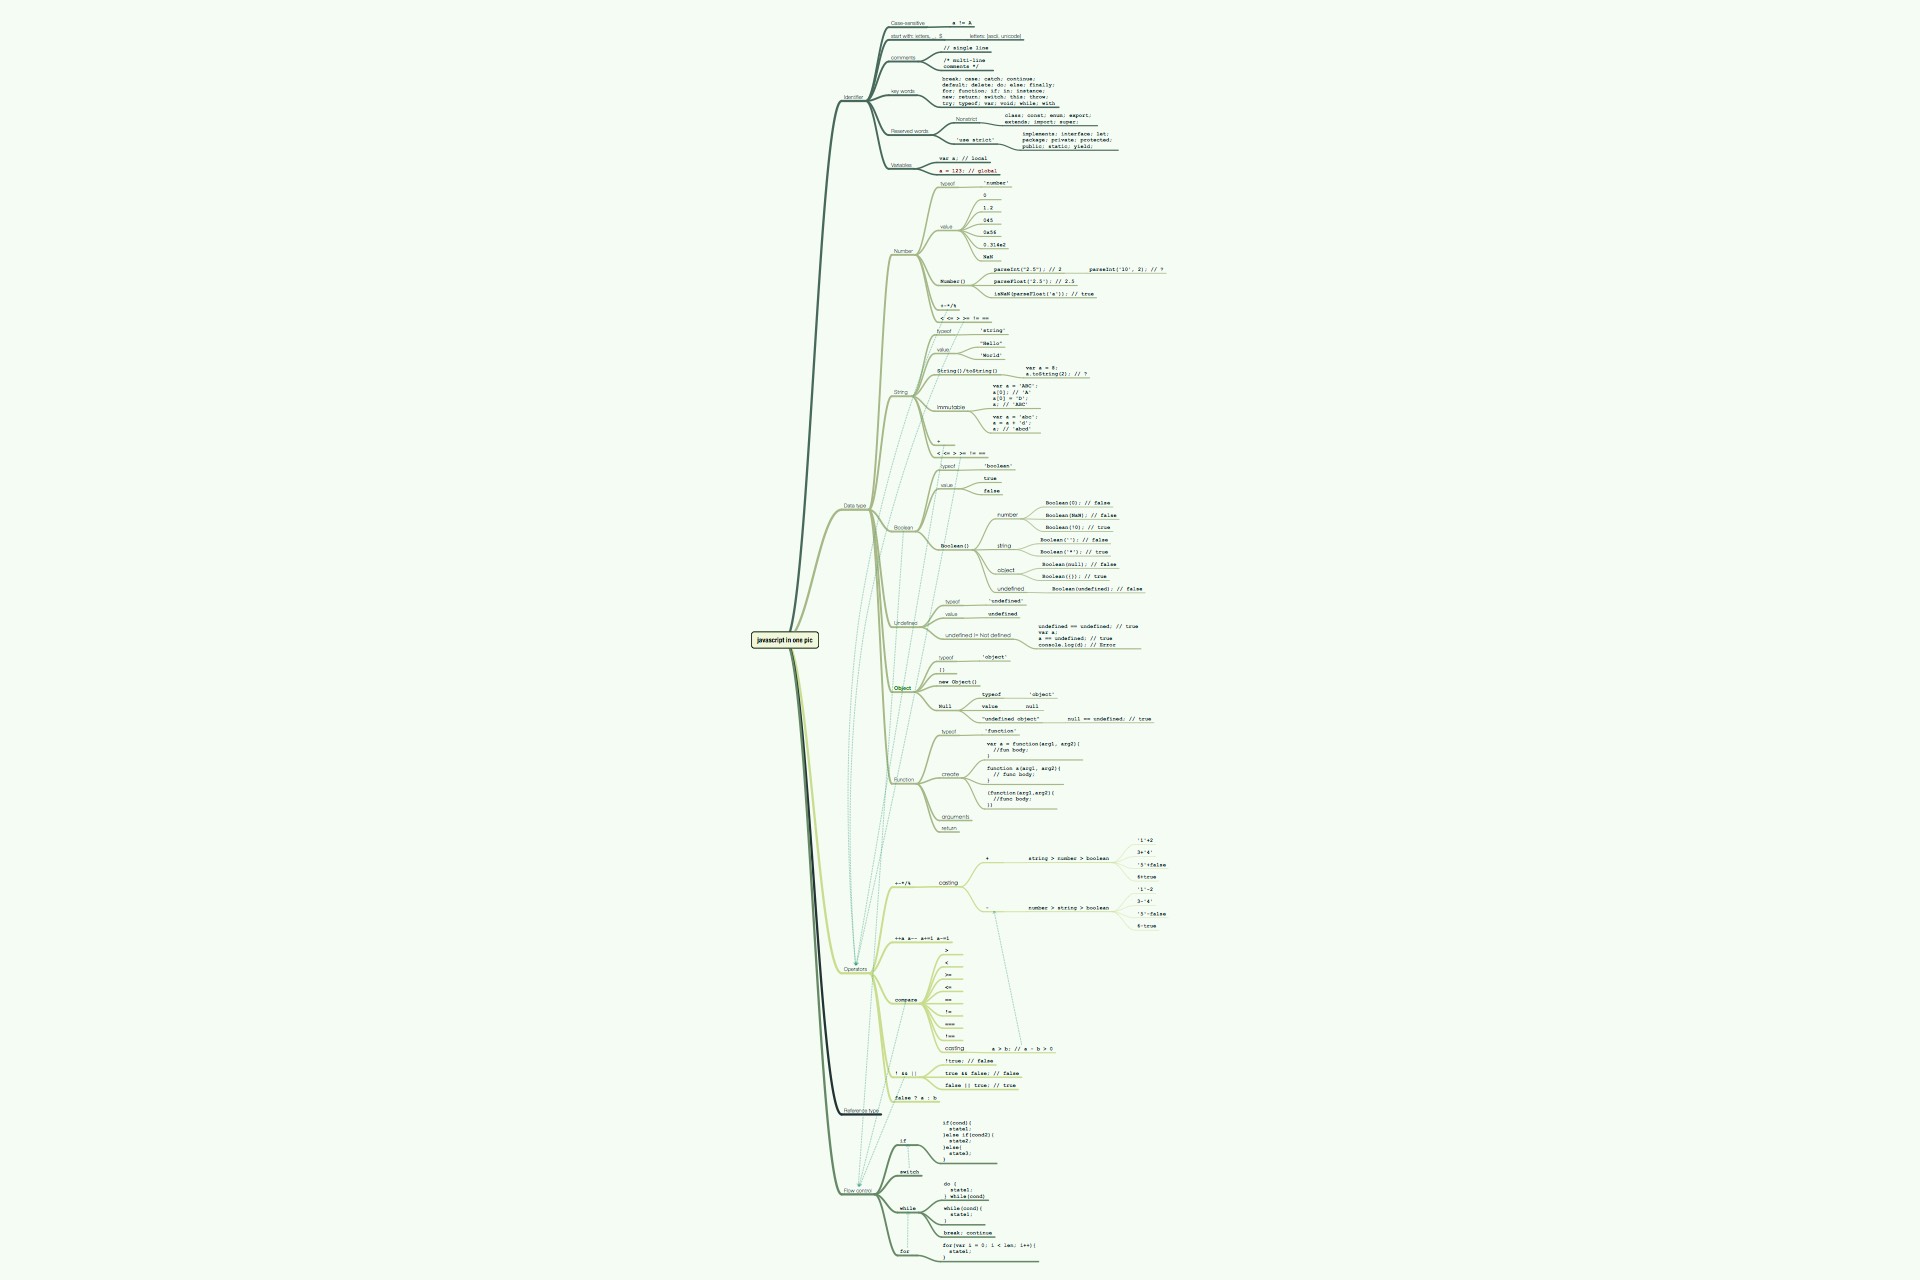 javascript in one pic
Identifier
Case-sensitive
a != A
start with: letters, _, $
letters: [ascii, unicode]
comments
// single line
/* multi-line
comments */
key words
break; case; catch; continue;
default; delete; do; else; finally;
for; function; if; in; instance;
new; return; switch; this; throw;
try; typeof; var; void; while; with
Reserved words
Nonstrict
class; const; enum; export;
extends; import; super;
'use strict'
implements; interface; let;
package; private; protected;
public; static; yield;
Variables
var a; // local
a = 123; // global
Data type
Number
typeof
'number'
value
0
1.2
045
0x56
0.314e2
NaN
Number()
parseInt("2.5"); // 2
parseInt('10', 2); // ?
parseFloat("2.5"); // 2.5
isNaN(parseFloat('a')); // true
+-*/%
< <= > >= != ==
String
typeof
'string'
value
"Hello"
'World'
String()/toString()
var a = 8;
a.toString(2); // ?
Immutable
var a = 'ABC';
a[0]; // 'A'
a[0] = 'D';
a; // 'ABC'
var a = 'abc';
a = a + 'd';
a; // 'abcd'
+
< <= > >= != ==
Boolean
typeof
'boolean'
value
true
false
Boolean()
number
Boolean(0); // false
Boolean(NaN); // false
Boolean(!0); // true
string
Boolean(''); // false
Boolean('*'); // true
object
Boolean(null); // false
Boolean({}); // true
undefined
Boolean(undefined); // false
Undefined
typeof
'undefined'
value
undefined
undefined != Not defined
undefined == undefined; // true
var a;
a == undefined; // true
console.log(d); // Error
Object
typeof
'object'
{}
new Object()
Null
typeof
'object'
value
null
"undefined object"
null == undefined; // true
Function
typeof
'function'
create
var a = function(arg1, arg2){
//fun body;
}
function a(arg1, arg2){
// func body;
}
(function(arg1,arg2){
//func body;
})
arguments
return
Operators
+-*/%
casting
+
string > number > boolean
'1'+2
3+'4'
'5'+false
6+true
-
number > string > boolean
'1'-2
3-'4'
'5'-false
6-true
++a a-- a+=1 a-=1
compare
>
<
>=
<=
==
!=
===
!==
casting
a > b; // a - b > 0
! && ||
!true; // false
true && false; // false
false || true; // true
false ? a : b
Reference type
Flow control
if
if(cond){
state1;
}else if(cond2){
state2;
}else{
state3;
}
switch
while
do {
state1;
} while(cond)
while(cond){
state1;
}
break; continue
for
for(var i = 0; i < len; i++){
state1;
}